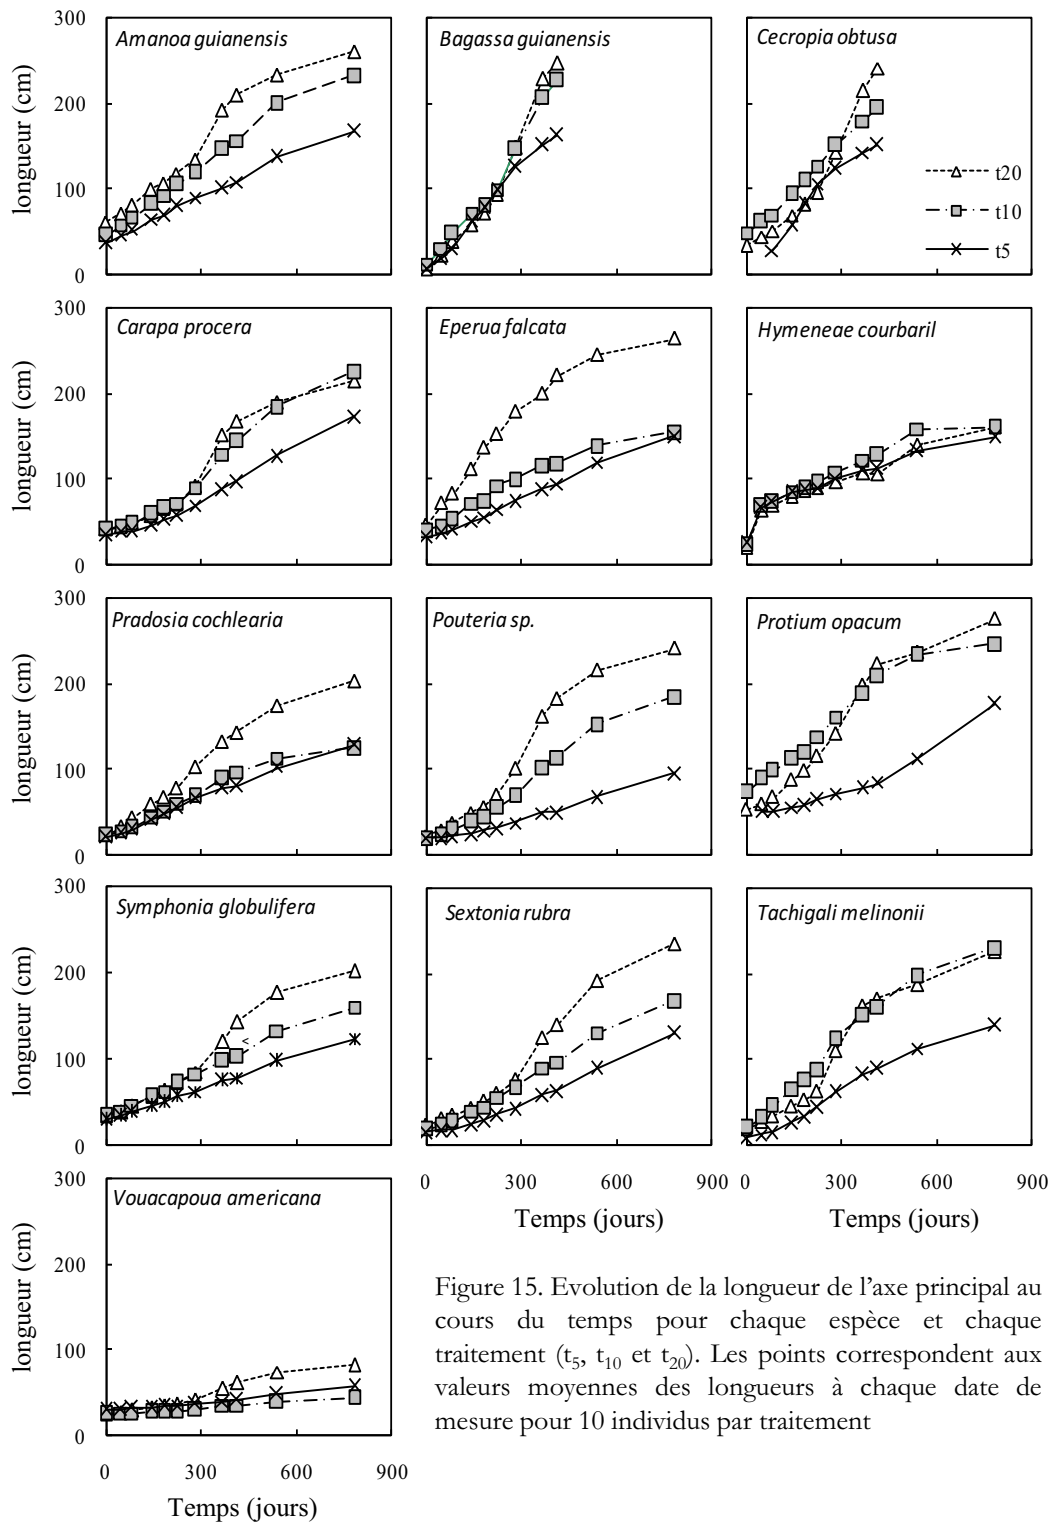 300
200
100
0
longueur (cm)
Amanoa guianensis
Bagassa guianensis
Cecropia obtusa
t20
t10
t5
300
200
100
0
longueur (cm)
Carapa procera
Eperua falcata
Hymeneae courbaril
300
200
100
0
longueur (cm)
Pradosia cochlearia
Pouteria sp.
Protium opacum
300
200
100
0
longueur (cm)
Symphonia globulifera
<
Sextonia rubra
Tachigali melinonii
0 300 600 900
Temps (jours)
0 300 600 900
Temps (jours)
300
200
100
0
longueur (cm)
Vouacapoua americana
0 300 600 900
Temps (jours)
Figure 15. Evolution de la longueur de l'axe principal au
cours du temps pour chaque espèce et chaque
traitement (t₅, t₁₀ et t₂₀). Les points correspondent aux
valeurs moyennes des longueurs à chaque date de
mesure pour 10 individus par traitement